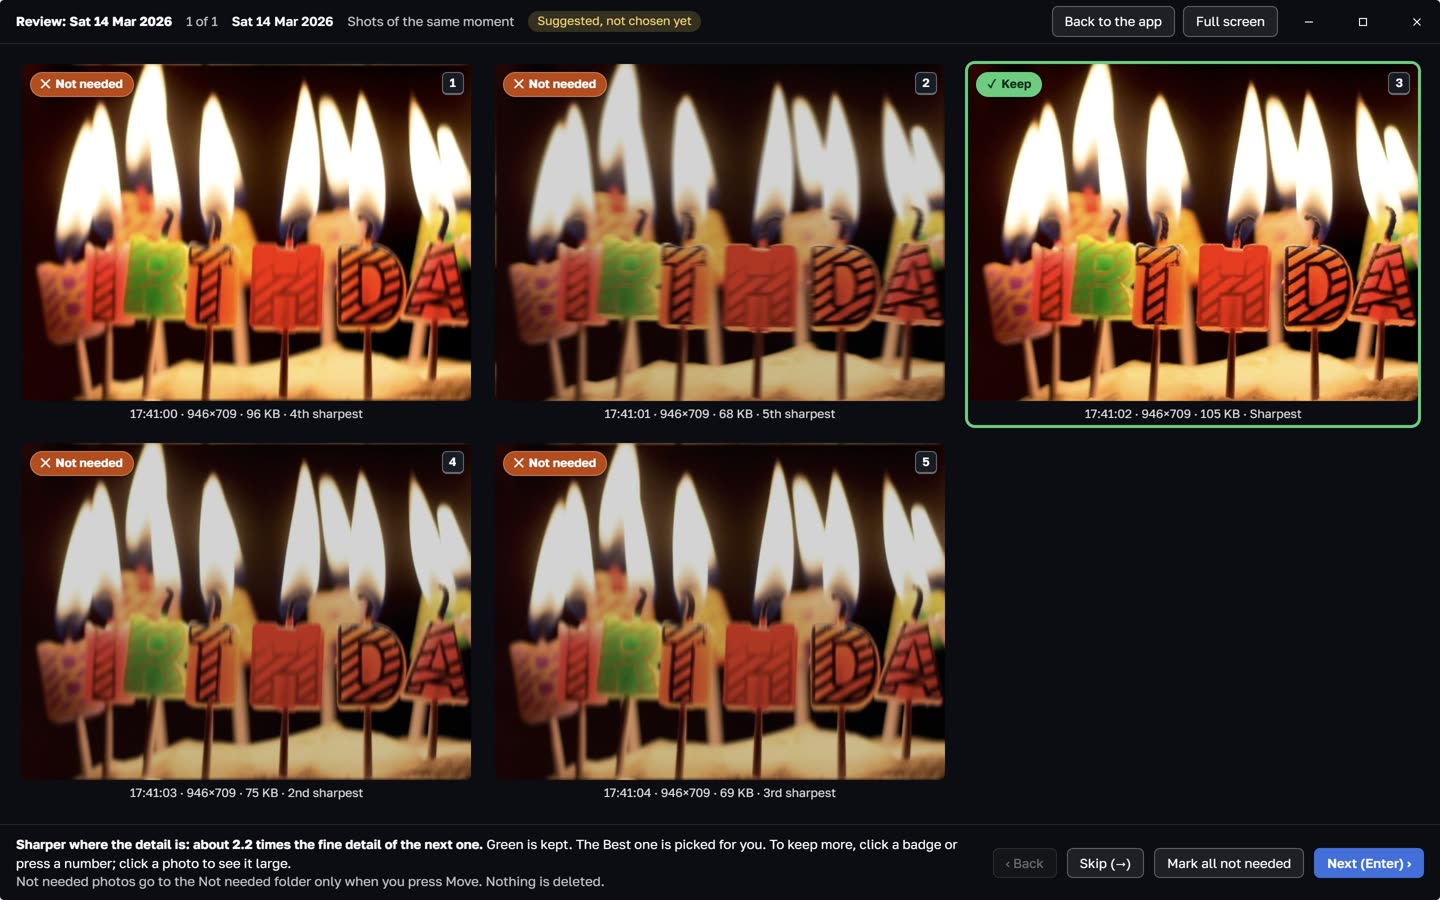 Review: Sat 14 Mar 2026 1 of 1 Sat 14 Mar 2026 Shots of the same moment Suggested, not chosen yet Back to the app Full screen
✕ Not needed 1
✕ Not needed 2
✓ Keep 3
IRTHDA
IRTHDA
IRTHDA
17:41:00 · 946×709 · 96 KB · 4th sharpest
17:41:01 · 946×709 · 68 KB · 5th sharpest
17:41:02 · 946×709 · 105 KB · Sharpest
✕ Not needed 4
✕ Not needed 5
IRTHDA
IRTHDA
17:41:03 · 946×709 · 75 KB · 2nd sharpest
17:41:04 · 946×709 · 69 KB · 3rd sharpest
Sharper where the detail is: about 2.2 times the fine detail of the next one. Green is kept. The Best one is picked for you. To keep more, click a badge or
press a number; click a photo to see it large.
Not needed photos go to the Not needed folder only when you press Move. Nothing is deleted.
‹ Back Skip (→) Mark all not needed Next (Enter) ›